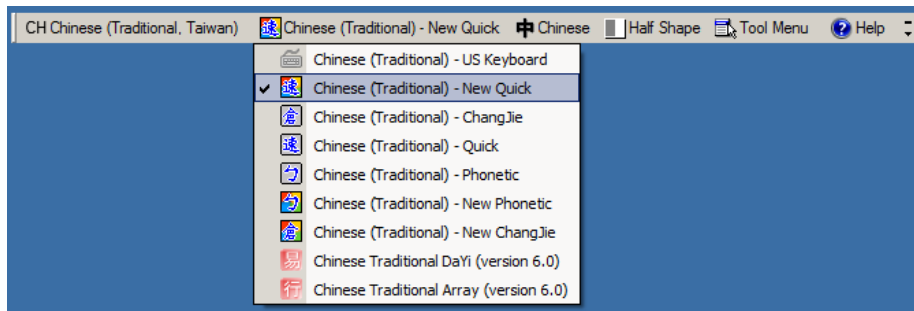 CH Chinese (Traditional, Taiwan) 速 Chinese (Traditional) - New Quick 中 Chinese Half Shape Tool Menu ? Help
Chinese (Traditional) - US Keyboard
速 Chinese (Traditional) - New Quick
倉 Chinese (Traditional) - ChangJie
速 Chinese (Traditional) - Quick
ㄅ Chinese (Traditional) - Phonetic
ㄅ Chinese (Traditional) - New Phonetic
倉 Chinese (Traditional) - New ChangJie
易 Chinese Traditional DaYi (version 6.0)
行 Chinese Traditional Array (version 6.0)